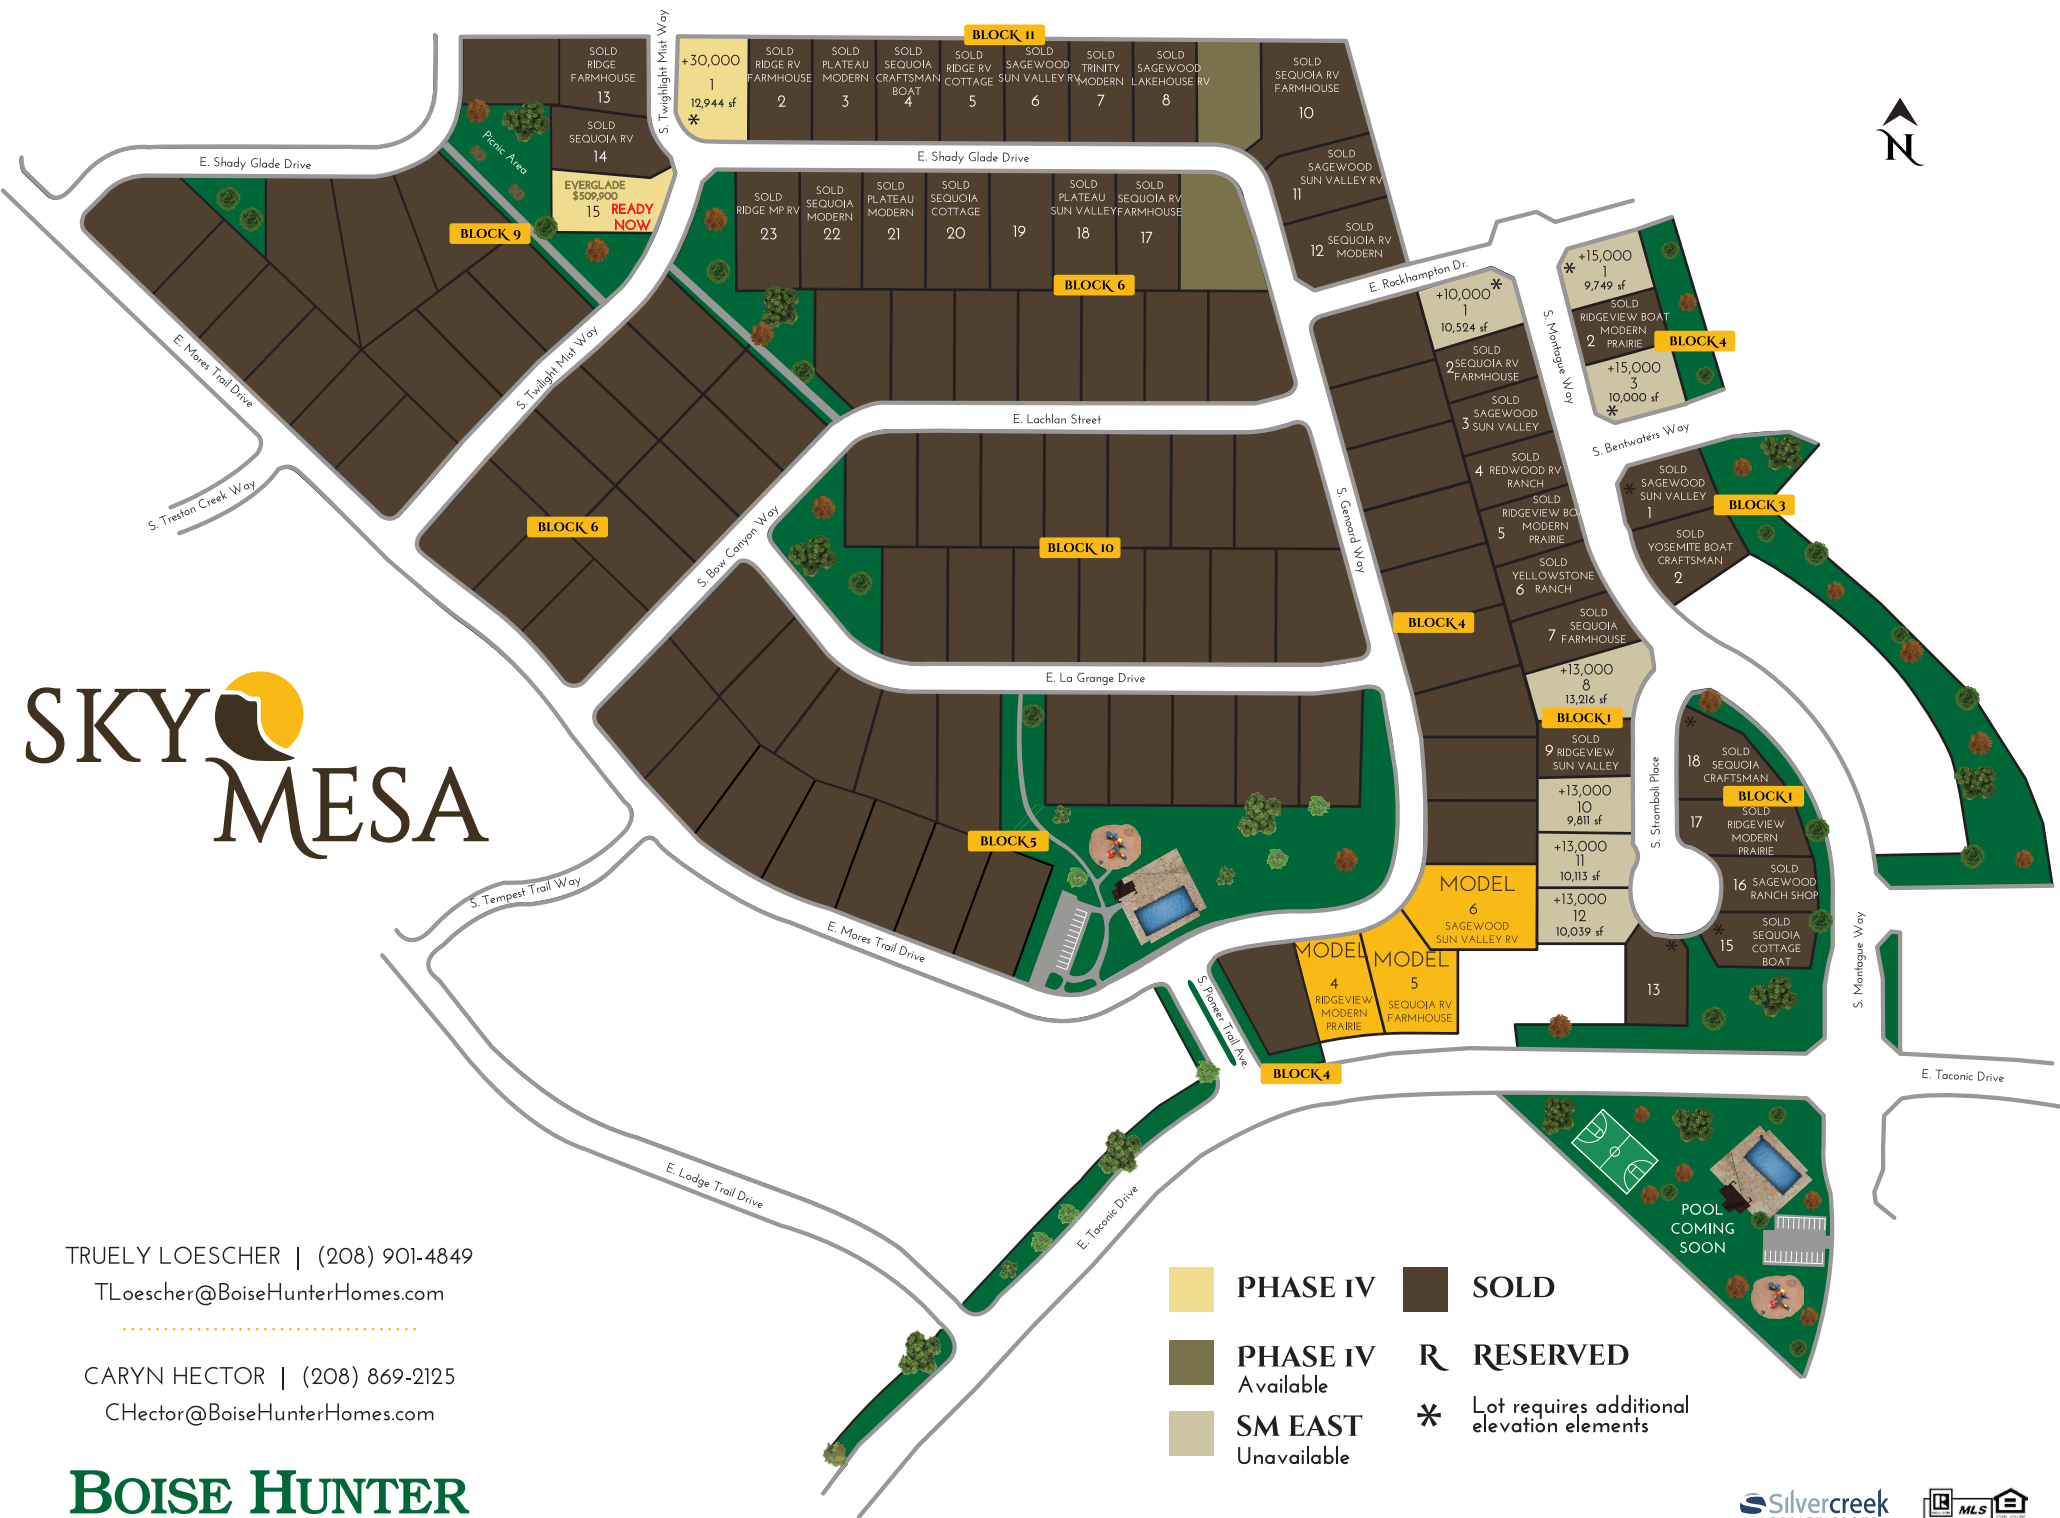 BLOCK 11
SOLD
RIDGE
FARMHOUSE
13
S. Twighlight Mist Way
+30,000
1
12,944 sf
*
SOLD
RIDGE RV
FARMHOUSE
2
SOLD
PLATEAU
MODERN
3
SOLD
SEQUOIA
CRAFTSMAN
BOAT
4
SOLD
RIDGE RV
COTTAGE
5
SOLD
SAGEWOOD
SUN VALLEY RV
6
SOLD
TRINITY
MODERN
7
SOLD
SAGEWOOD
LAKEHOUSE RV
8
SOLD
SEQUOIA RV
FARMHOUSE
10
SOLD
SAGEWOOD
SUN VALLEY RV
11
SOLD
SEQUOIA RV
MODERN
12
N
Picnic Area
SOLD
SEQUOIA RV
14
EVERGLADE
$509,900
15 READY
NOW
BLOCK 9
E. Shady Glade Drive
E. Shady Glade Drive
SOLD
RIDGE MP RV
23
SOLD
SEQUOIA
MODERN
22
SOLD
PLATEAU
MODERN
21
SOLD
SEQUOIA
COTTAGE
20
19
SOLD
PLATEAU
SUN VALLEY
18
SOLD
SEQUOIA RV
FARMHOUSE
17
BLOCK 6
E. Rockhampton Dr.
+10,000
*
1
10,524 sf
SOLD
2 SEQUOIA RV
FARMHOUSE
SOLD
3 SAGEWOOD
SUN VALLEY
SOLD
4 REDWOOD RV
RANCH
SOLD
RIDGEVIEW BO
MODERN
5 PRAIRIE
SOLD
YELLOWSTONE
6 RANCH
SOLD
SEQUOIA
7 FARMHOUSE
+13,000
8
13,216 sf
BLOCK 1
SOLD
9 RIDGEVIEW
SUN VALLEY
+13,000
10
9,811 sf
+13,000
11
10,113 sf
+13,000
12
10,039 sf
*
13
S. Montague Way
+15,000
* 1
9,749 sf
SOLD
RIDGEVIEW BOAT
MODERN
2 PRAIRIE
BLOCK 4
+15,000
3
10,000 sf
*
S. Bentwaters Way
SOLD
* SAGEWOOD
SUN VALLEY
1
BLOCK 3
SOLD
YOSEMITE BOAT
CRAFTSMAN
2
S. Stromboli Place
*
SOLD
18 SEQUOIA
CRAFTSMAN
BLOCK 1
SOLD
17 RIDGEVIEW
MODERN
PRAIRIE
SOLD
16 SAGEWOOD
RANCH SHOP
SOLD
* SEQUOIA
15 COTTAGE
BOAT
S. Montague Way
E. Mores Trail Drive
S. Twilight Mist Way
S. Treston Creek Way
BLOCK 6
S. Bow Canyon Way
E. Lachlan Street
BLOCK 10
S. Genoard Way
BLOCK 4
E. La Grange Drive
BLOCK 5
SKY
MESA
S. Tempest Trail Way
E. Mores Trail Drive
MODEL
6
SAGEWOOD
SUN VALLEY RV
MODEL
4
RIDGEVIEW
MODERN
PRAIRIE
MODEL
5
SEQUOIA RV
FARMHOUSE
S. Pioneer Trail Ave.
BLOCK 4
E. Taconic Drive
E. Lodge Trail Drive
E. Taconic Drive
POOL
COMING
SOON
TRUELY LOESCHER | (208) 901-4849
TLoescher@BoiseHunterHomes.com
CARYN HECTOR | (208) 869-2125
CHector@BoiseHunterHomes.com
BOISE HUNTER
PHASE IV
SOLD
PHASE IV
Available
R RESERVED
SM EAST
Unavailable
* Lot requires additional
elevation elements
Silvercreek
R MLS